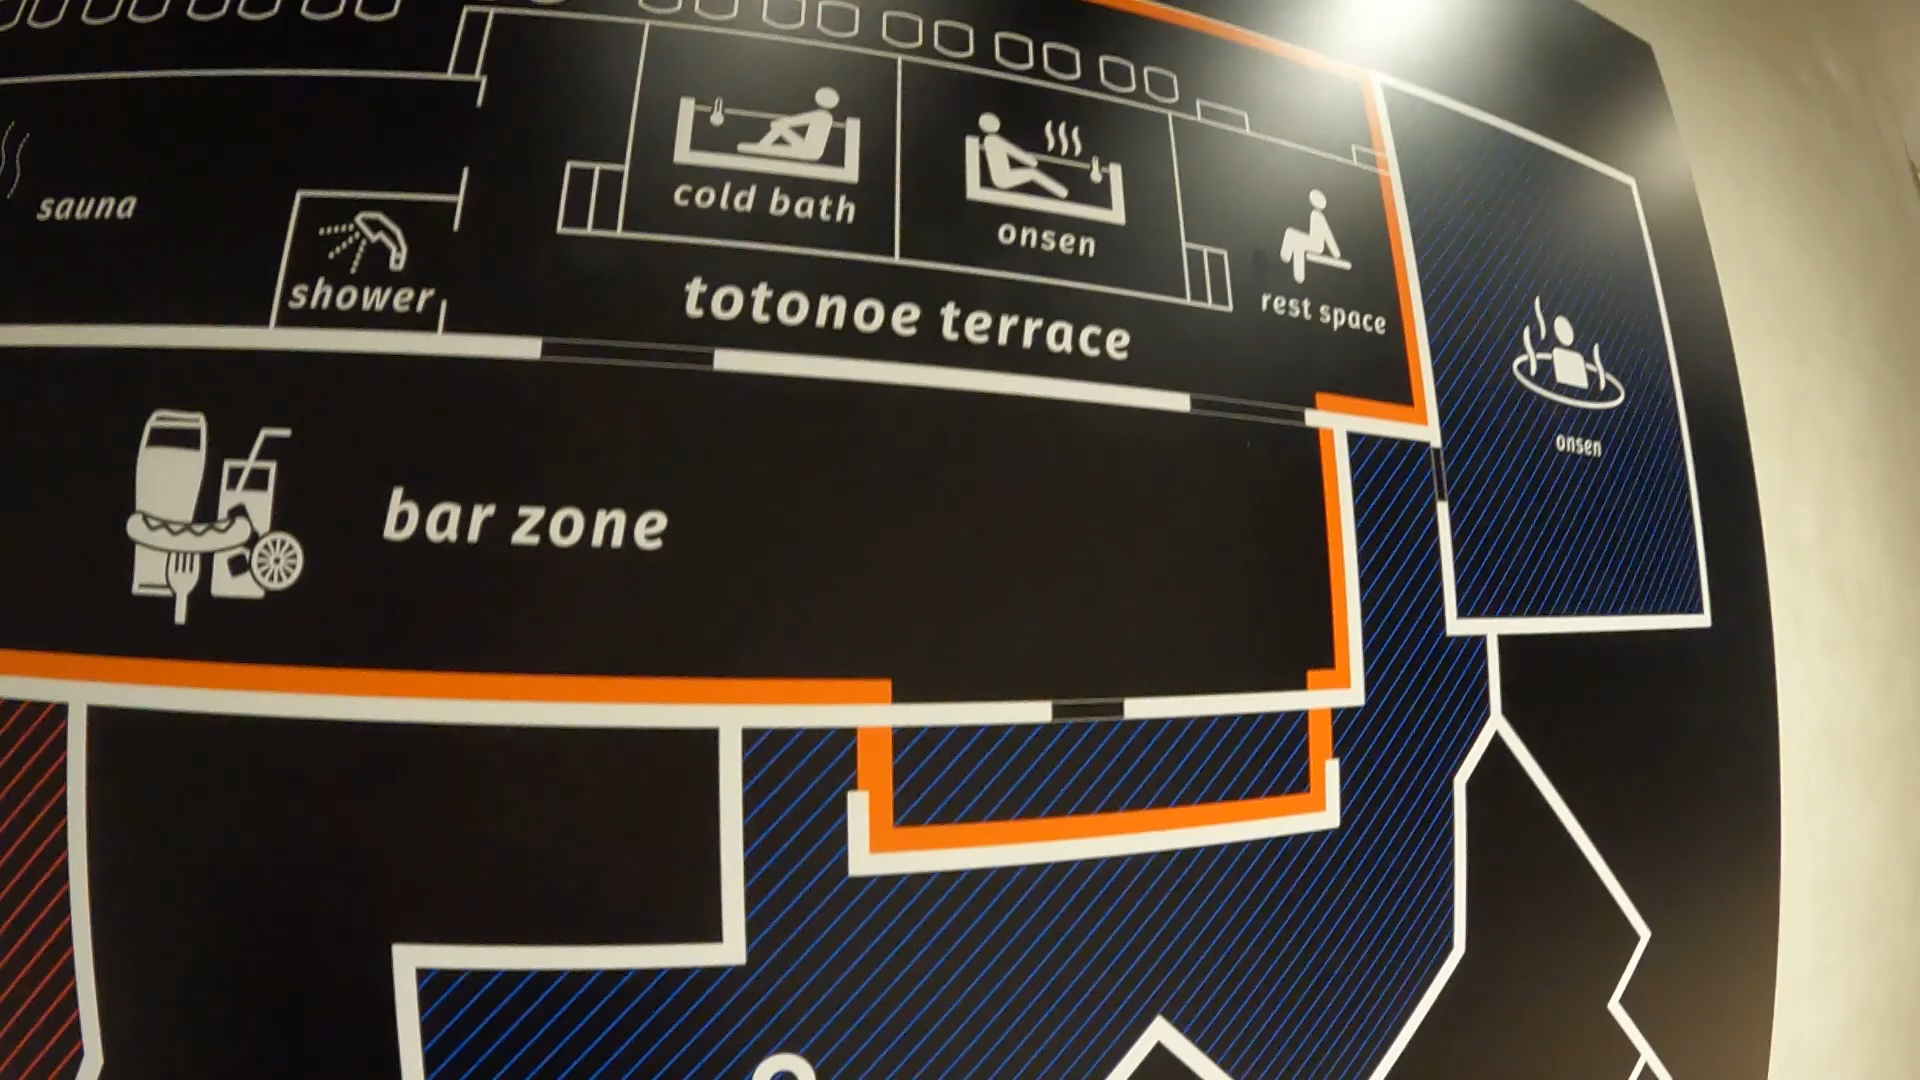 sauna
shower
cold bath
onsen
rest space
totonoe terrace
onsen
bar zone